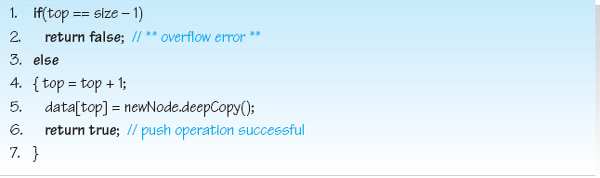 1. if(top == size – 1)
2. return false; // ** overflow error **
3. else
4. { top = top + 1;
5. data[top] = newNode.deepCopy();
6. return true; // push operation successful
7. }